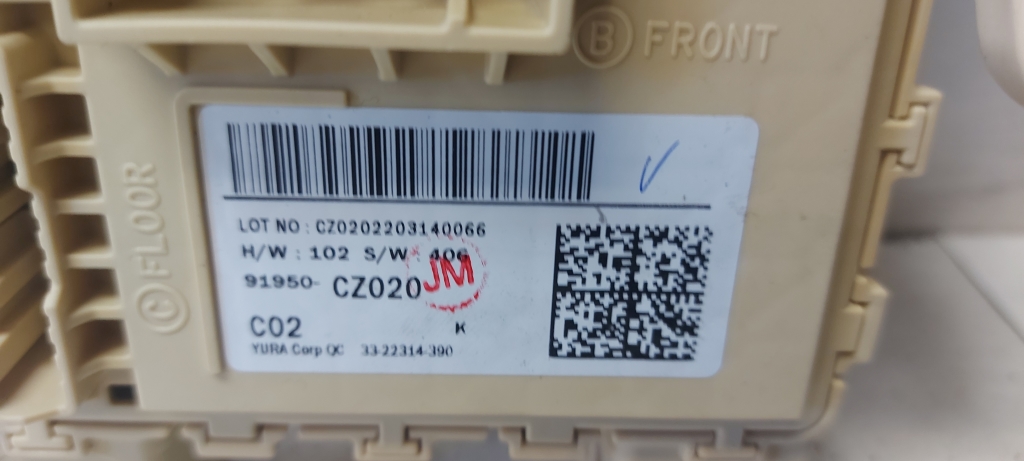 B FRONT
C FLOOR
LOT NO : CZ0202203140066
H/W : 102 S/W 406
JM
91950- CZ020
C02 K
YURA Corp QC 33-22314-390